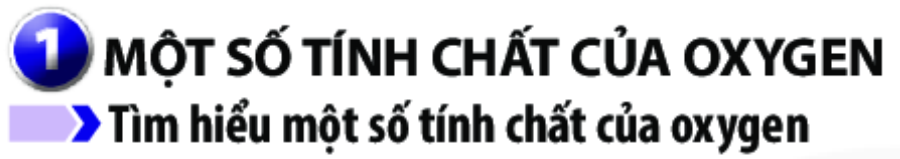 1 MỘT SỐ TÍNH CHẤT CỦA OXYGEN
Tìm hiểu một số tính chất của oxygen